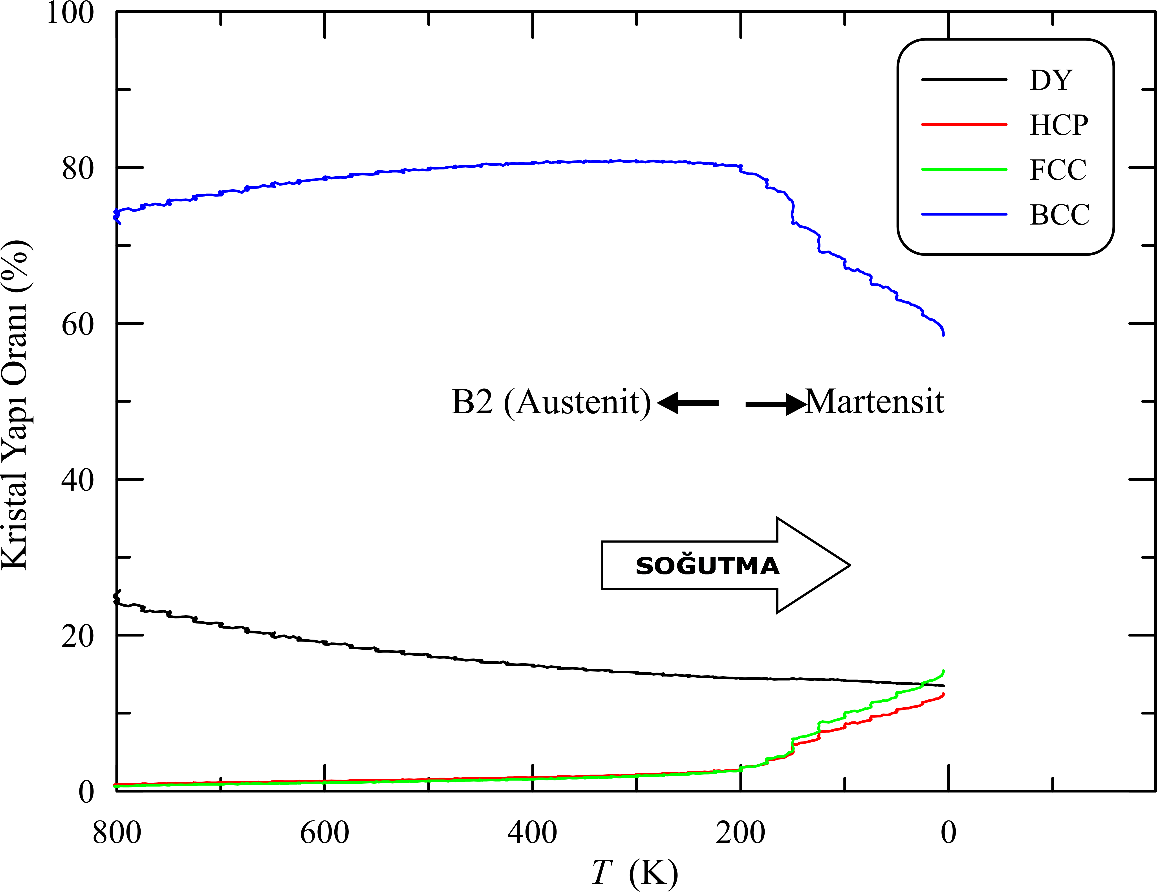 100
80
60
40
20
0
Kristal Yapı Oranı (%)
DY
HCP
FCC
BCC
B2 (Austenit)
Martensit
SOĞUTMA
800
600
400
200
0
T (K)